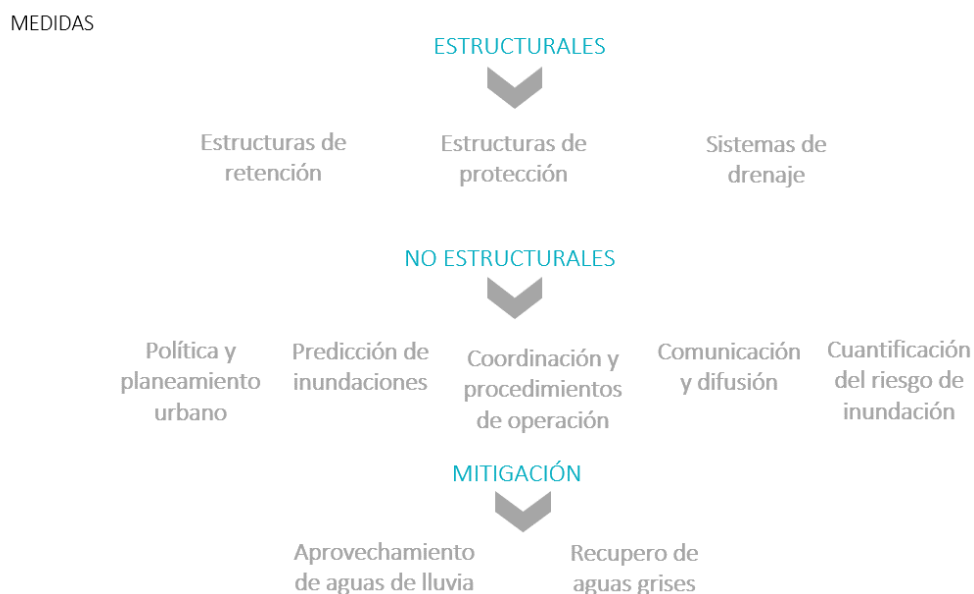 MEDIDAS
ESTRUCTURALES
Estructuras de
retención
Estructuras de
protección
Sistemas de
drenaje
NO ESTRUCTURALES
Política y
planeamiento
urbano
Predicción de
inundaciones
Coordinación y
procedimientos
de operación
Comunicación
y difusión
Cuantificación
del riesgo de
inundación
MITIGACIÓN
Aprovechamiento
de aguas de lluvia
Recupero de
aguas grises